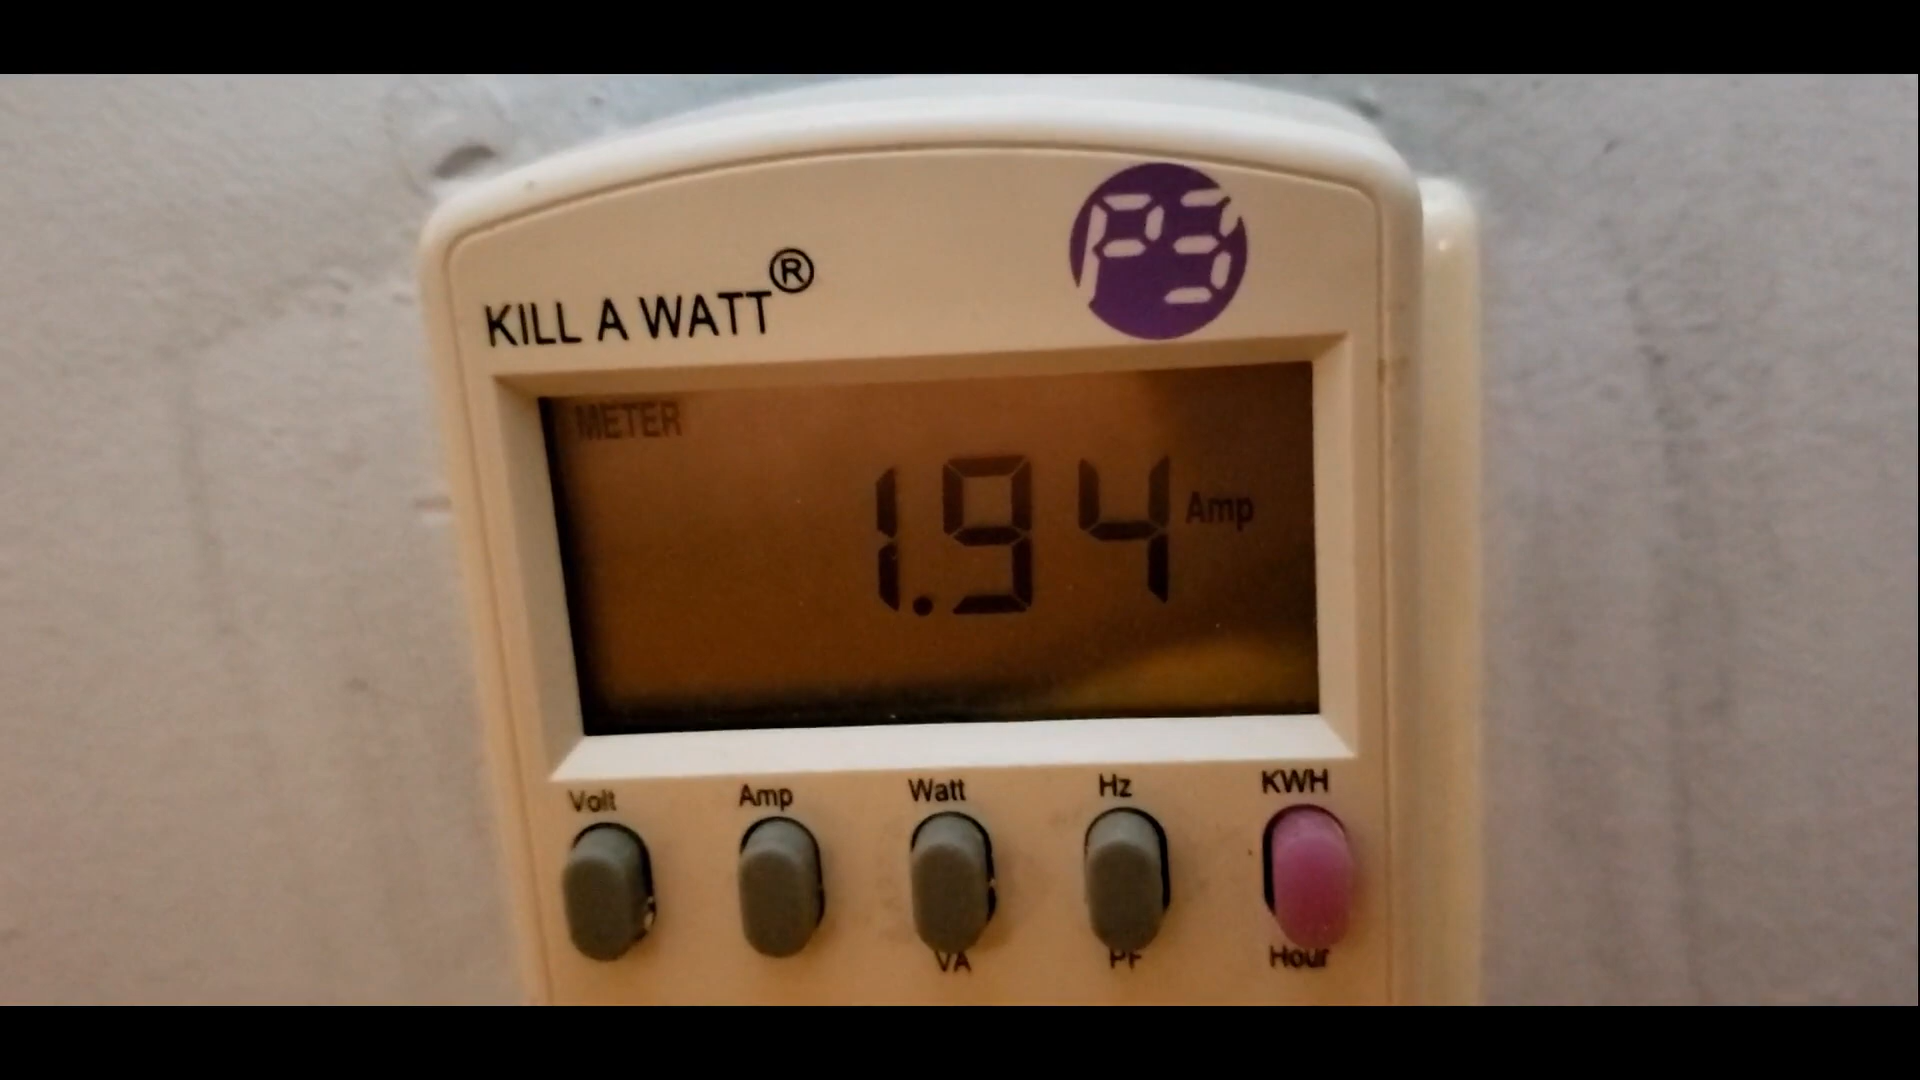 P3
KILL A WATT®
METER
1.94 Amp
Volt Amp Watt Hz KWH
VA PF Hour